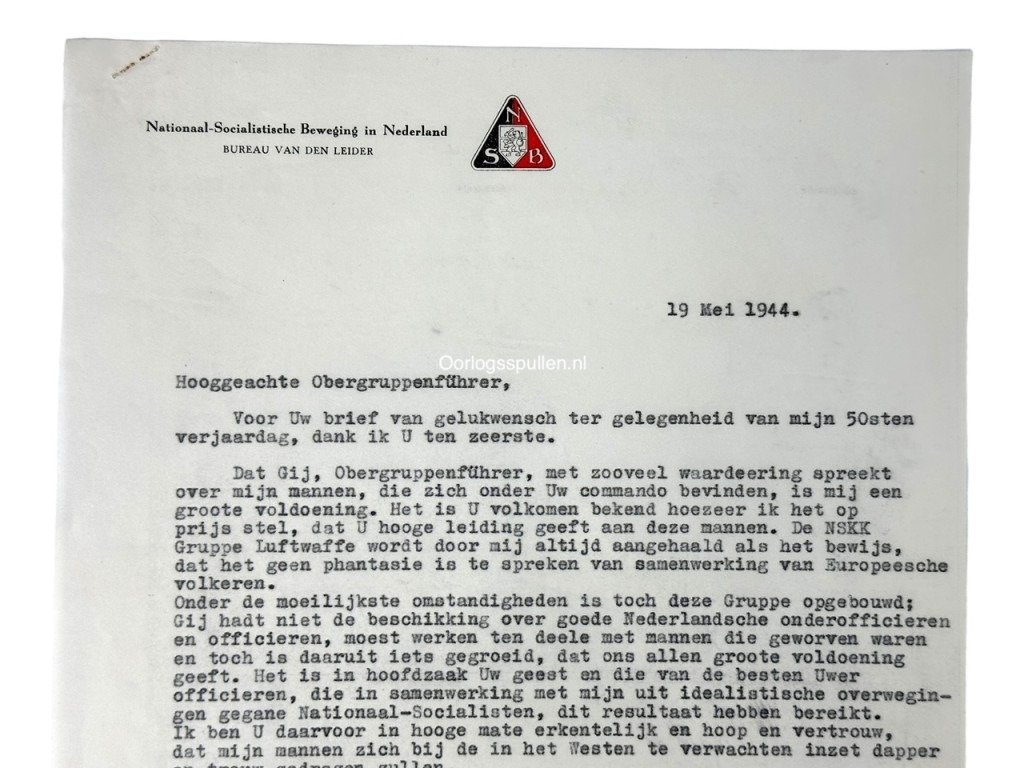 Nationaal-Socialistische Beweging in Nederland
BUREAU VAN DEN LEIDER
N
S B
19 Mei 1944.
Oorlogsspullen.nl
Hooggeachte Obergruppenführer,
Voor Uw brief van gelukwensch ter gelegenheid van mijn 50sten
verjaardag, dank ik U ten zeerste.
Dat Gij, Obergruppenführer, met zooveel waardeering spreekt
over mijn mannen, die zich onder Uw commando bevinden, is mij een
groote voldoening. Het is U volkomen bekend hoezeer ik het op
prijs stel, dat U hooge leiding geeft aan deze mannen. De NSKK
Gruppe Luftwaffe wordt door mij altijd aangehaald als het bewijs,
dat het geen phantasie is te spreken van samenwerking van Europeesche
volkeren.
Onder de moeilijkste omstandigheden is toch deze Gruppe opgebouwd;
Gij hadt niet de beschikking over goede Nederlandsche onderofficieren
en officieren, moest werken ten deele met mannen die geworven waren
en toch is daaruit iets gegroeid, dat ons allen groote voldoening
geeft. Het is in hoofdzaak Uw geest en die van de besten Uwer
officieren, die in samenwerking met mijn uit idealistische overwegin-
gen gegane Nationaal-Socialisten, dit resultaat hebben bereikt.
Ik ben U daarvoor in hooge mate erkentelijk en hoop en vertrouw,
dat mijn mannen zich bij de in het Westen te verwachten inzet dapper
en trouw gedragen zullen.